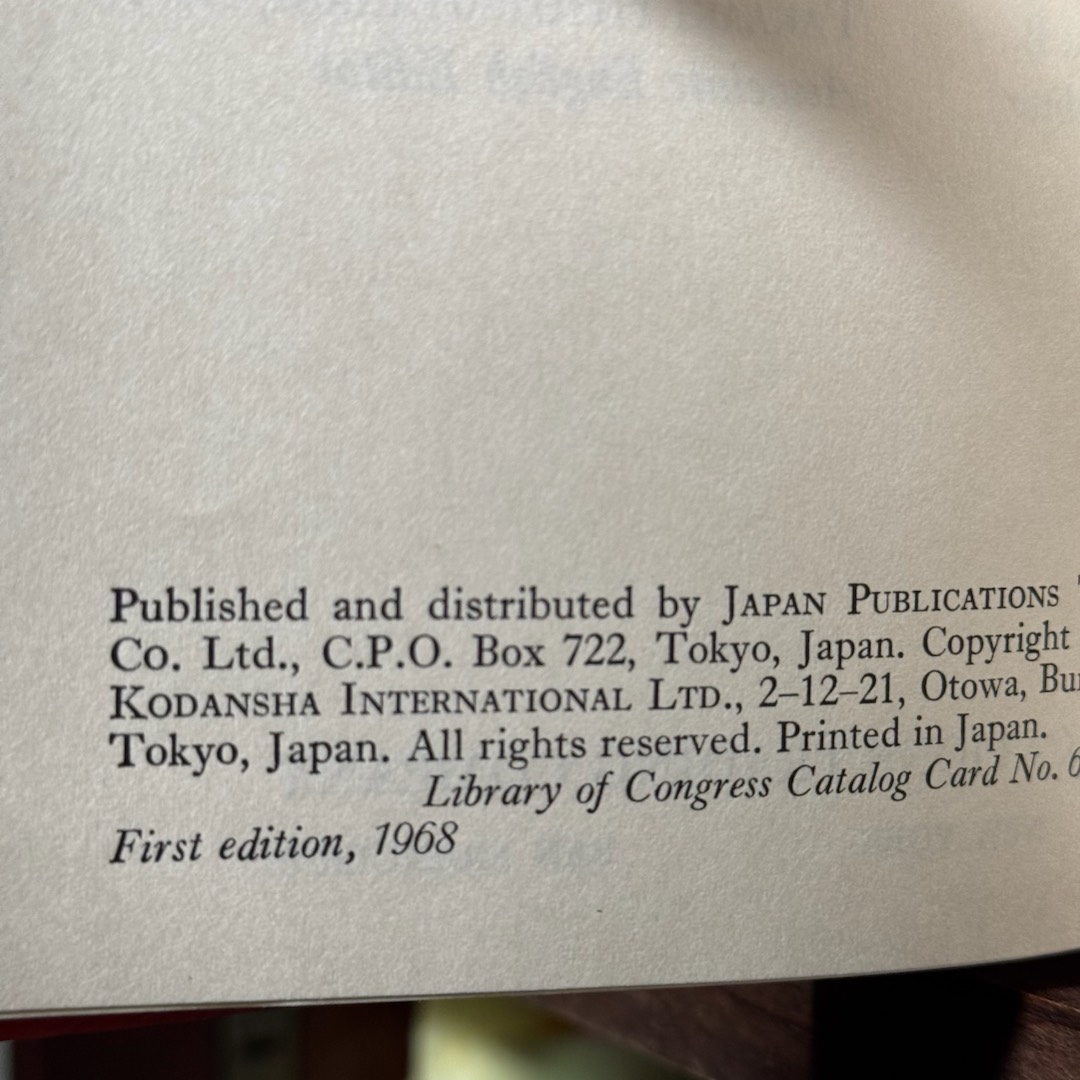 Published and distributed by JAPAN PUBLICATIONS
Co. Ltd., C.P.O. Box 722, Tokyo, Japan. Copyright
KODANSHA INTERNATIONAL LTD., 2–12–21, Otowa,
Tokyo, Japan. All rights reserved. Printed in Japan.
Library of Congress Catalog Card No. 6
First edition, 1968